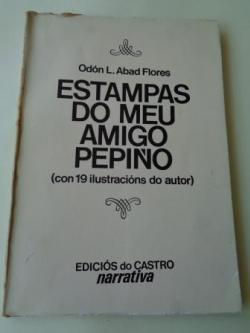 Odón L. Abad Flores
ESTAMPAS
DO MEU
AMIGO
PEPIÑO
(con 19 ilustracións do autor)
EDICIÓS do CASTRO
narrativa